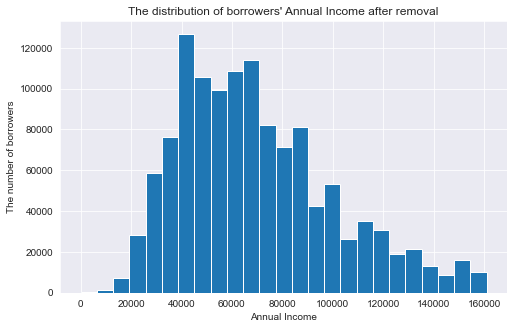 The distribution of borrowers' Annual Income after removal
The number of borrowers
120000
100000
80000
60000
40000
20000
0
0 20000 40000 60000 80000 100000 120000 140000 160000
Annual Income